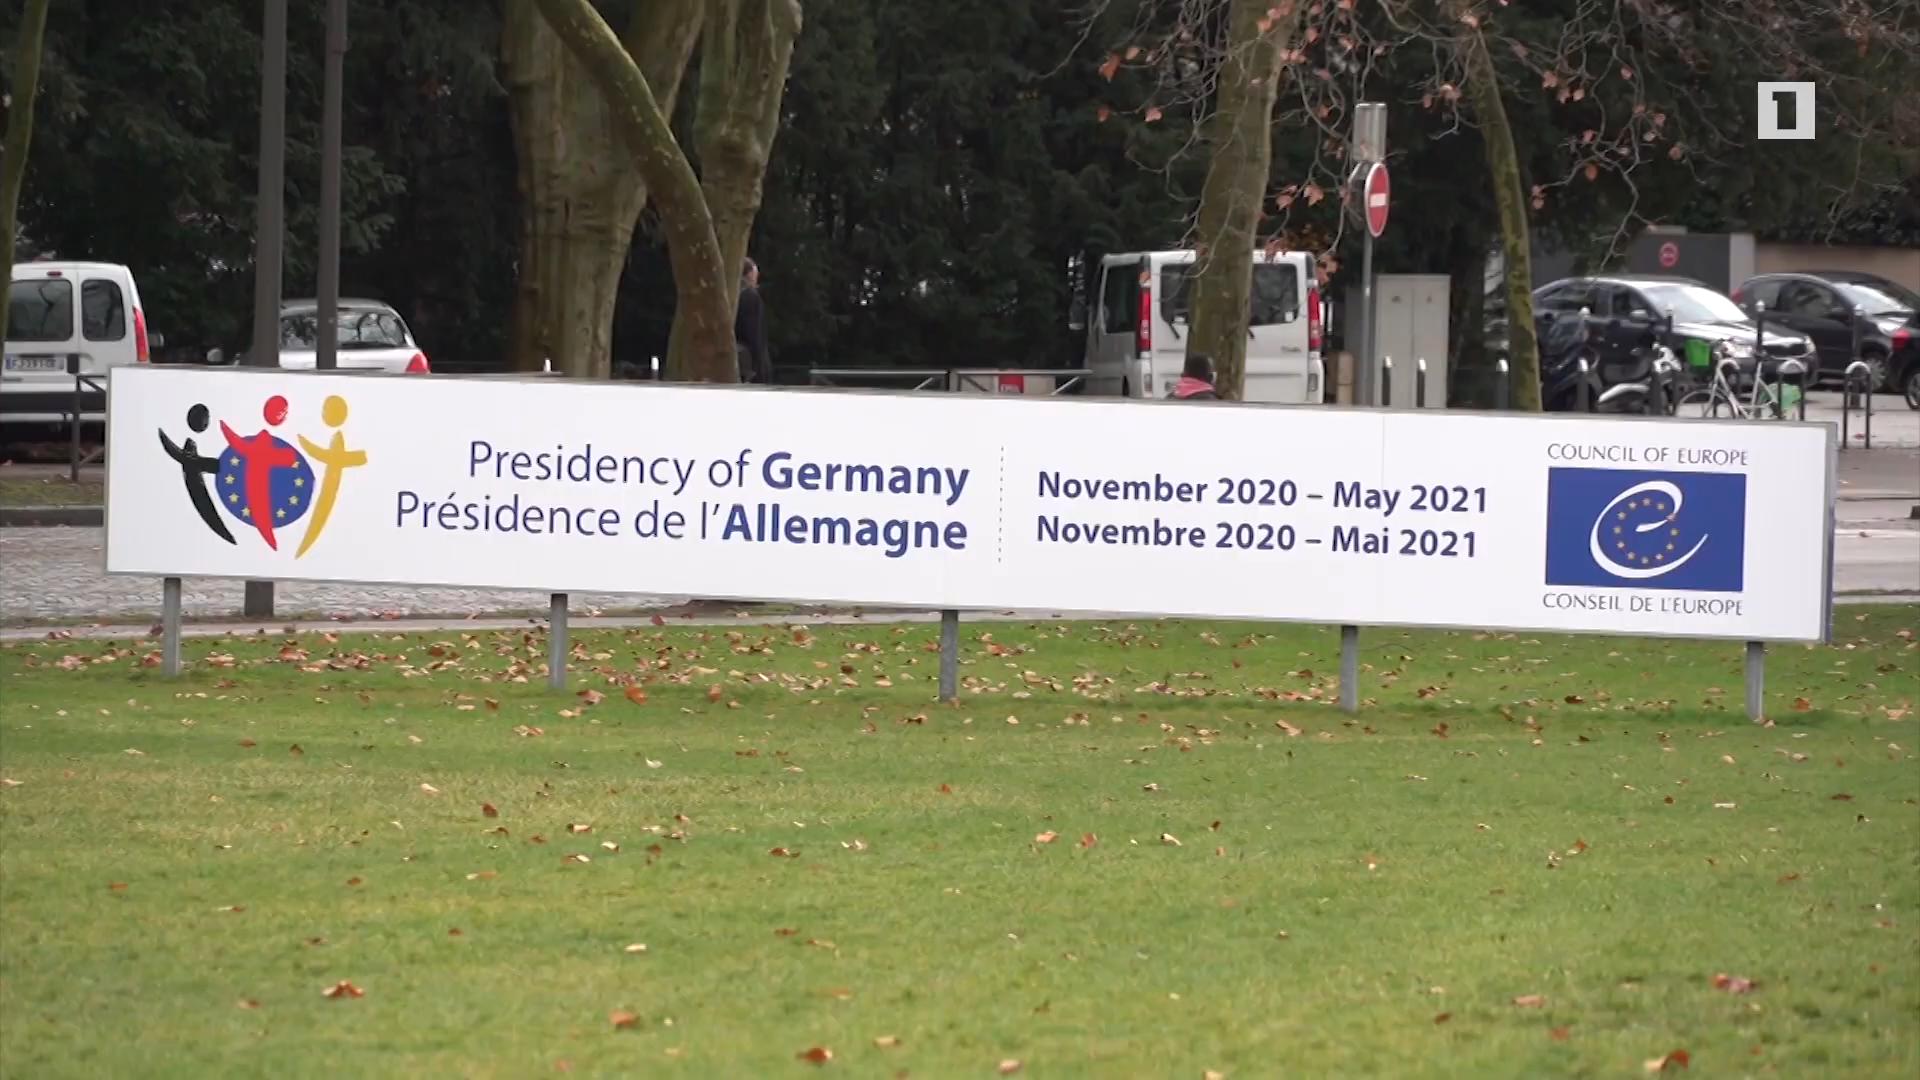 1
Presidency of Germany
Présidence de l'Allemagne
November 2020 – May 2021
Novembre 2020 – Mai 2021
COUNCIL OF EUROPE
CONSEIL DE L'EUROPE